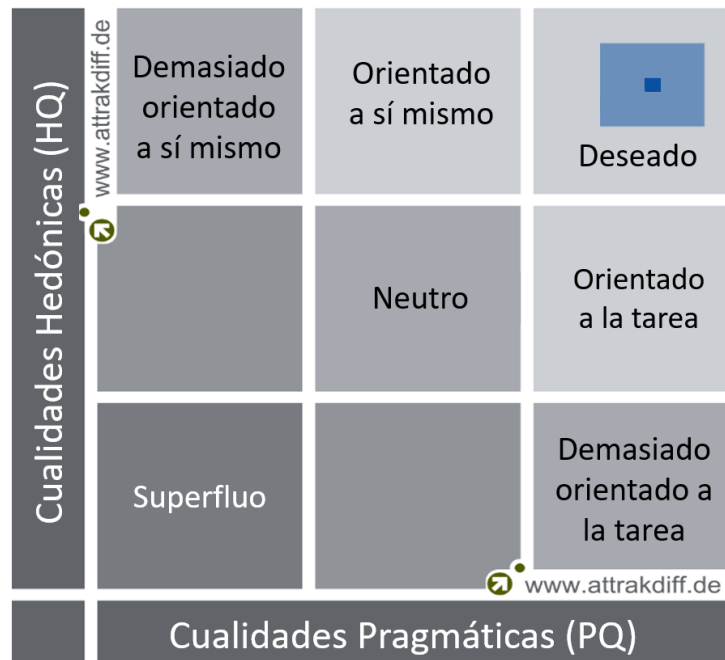 Cualidades Hedónicas (HQ)
www.attrakdiff.de
Demasiado
orientado
a sí mismo
Orientado
a sí mismo
Deseado
Neutro
Orientado
a la tarea
Superfluo
Demasiado
orientado a
la tarea
www.attrakdiff.de
Cualidades Pragmáticas (PQ)